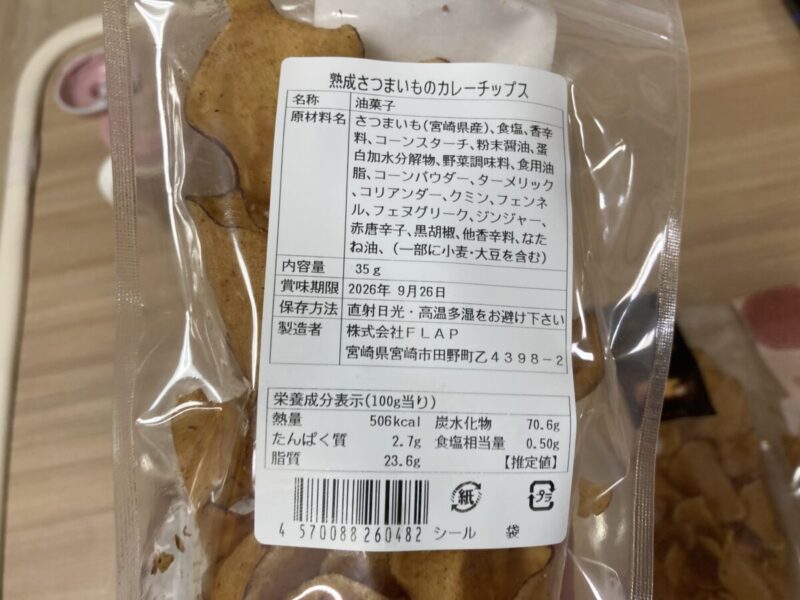 熟成さつまいものカレーチップス
名称 油菓子
原材料名 さつまいも(宮崎県産)、食塩、香辛
料、コーンスターチ、粉末醤油、蛋
白加水分解物、野菜調味料、食用油
脂、コーンパウダー、ターメリック
、コリアンダー、クミン、フェンネ
ル、フェヌグリーク、ジンジャー、
赤唐辛子、黒胡椒、他香辛料、なた
ね油、(一部に小麦・大豆を含む)
内容量 35g
賞味期限 2026年 9月26日
保存方法 直射日光・高温多湿をお避け下さい
製造者 株式会社FLAP
宮崎県宮崎市田野町乙4398-2
栄養成分表示(100g当り)
熱量 506kcal 炭水化物 70.6g
たんぱく質 2.7g 食塩相当量 0.50g
脂質 23.6g 【推定値】
紙 プラ
4 570088 260482 シール 袋